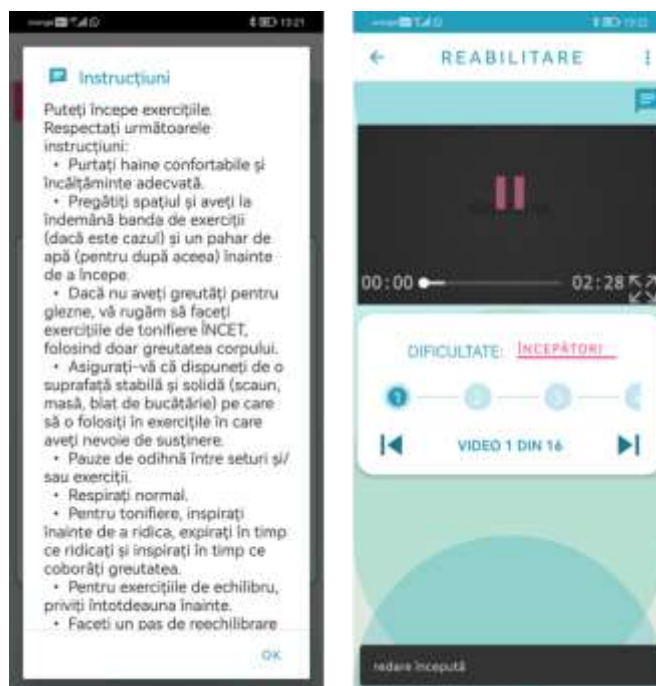 orange
13:21
Instrucțiuni
Puteți începe exercițiile.
Respectați următoarele
instrucțiuni:
• Purtați haine confortabile și
încălțăminte adecvată.
• Pregătiți spațiul și aveți la
îndemână banda de exerciții
(dacă este cazul) și un pahar de
apă (pentru după aceea) înainte
de a începe.
• Dacă nu aveți greutăți pentru
glezne, vă rugăm să faceți
exercițiile de tonifiere ÎNCET,
folosind doar greutatea corpului.
• Asigurați-vă că dispuneți de o
suprafață stabilă și solidă (scaun,
masă, blat de bucătărie) pe care
să o folosiți în exercițiile în care
aveți nevoie de susținere.
• Pauze de odihnă între seturi și/
sau exerciții.
• Respirați normal.
• Pentru tonifiere, inspirați
înainte de a ridica, expirați în timp
ce ridicați și inspirați în timp ce
coborâți greutatea.
• Pentru exercițiile de echilibru,
priviți întotdeauna înainte.
• Faceți un pas de reechilibrare
OK
REABILITARE
00:00
02:28
DIFICULTATE: ÎNCEPĂTORI
1 2 3
VIDEO 1 DIN 16
redare începută